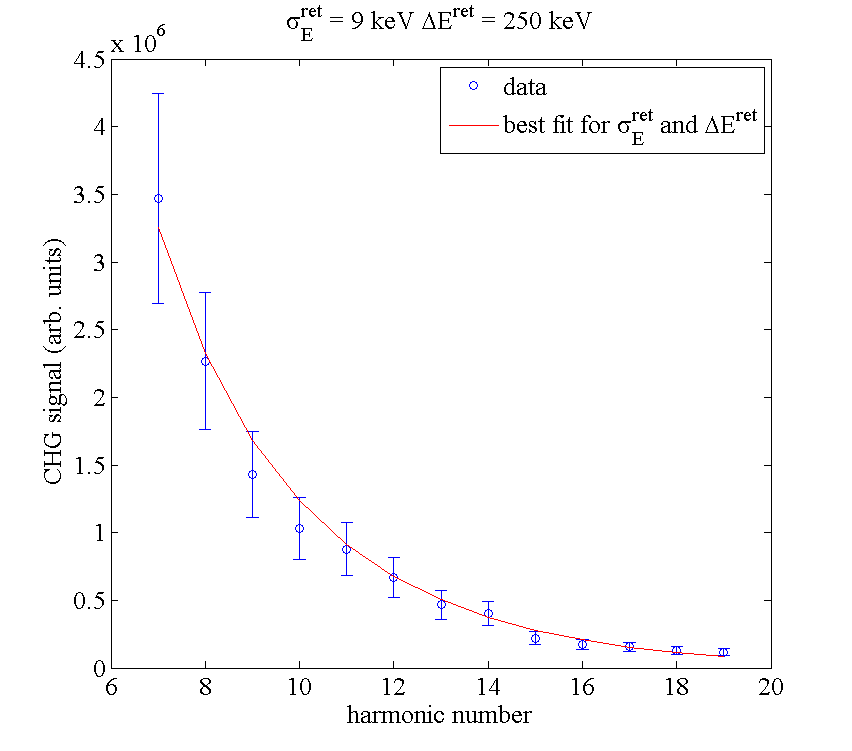 σ_E^ret = 9 keV ΔE^ret = 250 keV
x 10^6
4.5
4
3.5
3
2.5
2
1.5
1
0.5
0
CHG signal (arb. units)
data
best fit for σ_E^ret and ΔE^ret
6 8 10 12 14 16 18 20
harmonic number